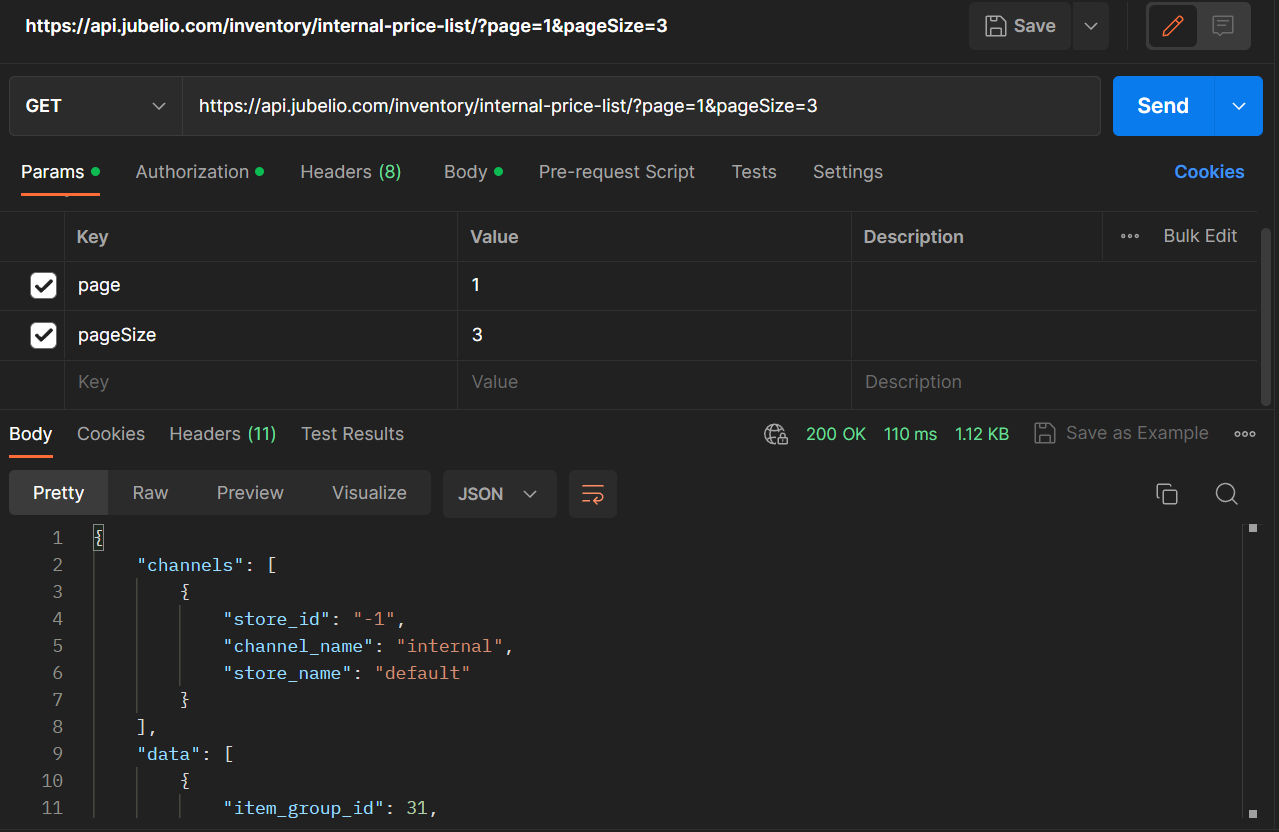 https://api.jubelio.com/inventory/internal-price-list/?page=1&pageSize=3
Save
GET
https://api.jubelio.com/inventory/internal-price-list/?page=1&pageSize=3
Send
Params
Authorization
Headers (8)
Body
Pre-request Script
Tests
Settings
Cookies
Key
Value
Description
Bulk Edit
page
1
pageSize
3
Key
Value
Description
Body
Cookies
Headers (11)
Test Results
200 OK
110 ms
1.12 KB
Save as Example
Pretty
Raw
Preview
Visualize
JSON
1 {
2 "channels": [
3 {
4 "store_id": "-1",
5 "channel_name": "internal",
6 "store_name": "default"
7 }
8 ],
9 "data": [
10 {
11 "item_group_id": 31,